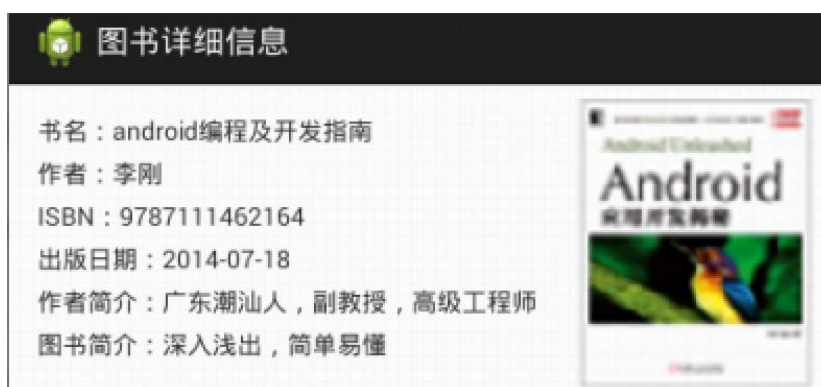 图书详细信息
书名：android编程及开发指南
作者：李刚
ISBN：9787111462164
出版日期：2014-07-18
作者简介：广东潮汕人，副教授，高级工程师
图书简介：深入浅出，简单易懂
Android Unleashed
Android
应用开发揭秘